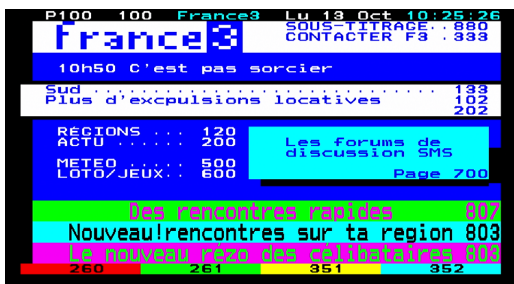 P100 100 France3 Lu 13 Oct 10:25:26
france 3
SOUS-TITRAGE..880
CONTACTER F3 .333
10h50 C'est pas sorcier
Sud .............................. 133
Plus d'excpulsions locatives 102
202
RÉGIONS ... 120
ACTU ...... 200
METEO ..... 500
LOTO/JEUX.. 600
Les forums de
discussion SMS
Page 700
Des rencontres rapides 807
Nouveau!rencontres sur ta region 803
Le nouveau rézo des célibataires 803
260 261 351 352